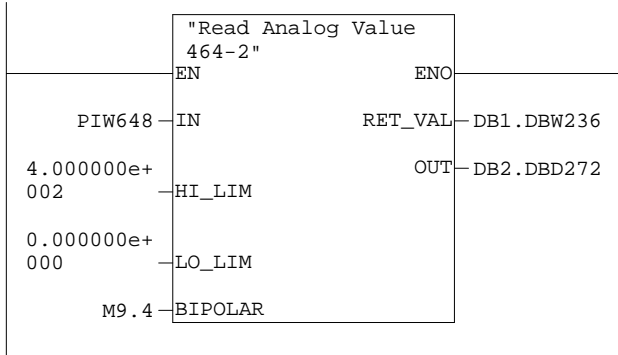 "Read Analog Value
464-2"
EN ENO
PIW648 IN RET_VAL DB1.DBW236
4.000000e+ OUT DB2.DBD272
002 HI_LIM
0.000000e+
000 LO_LIM
M9.4 BIPOLAR